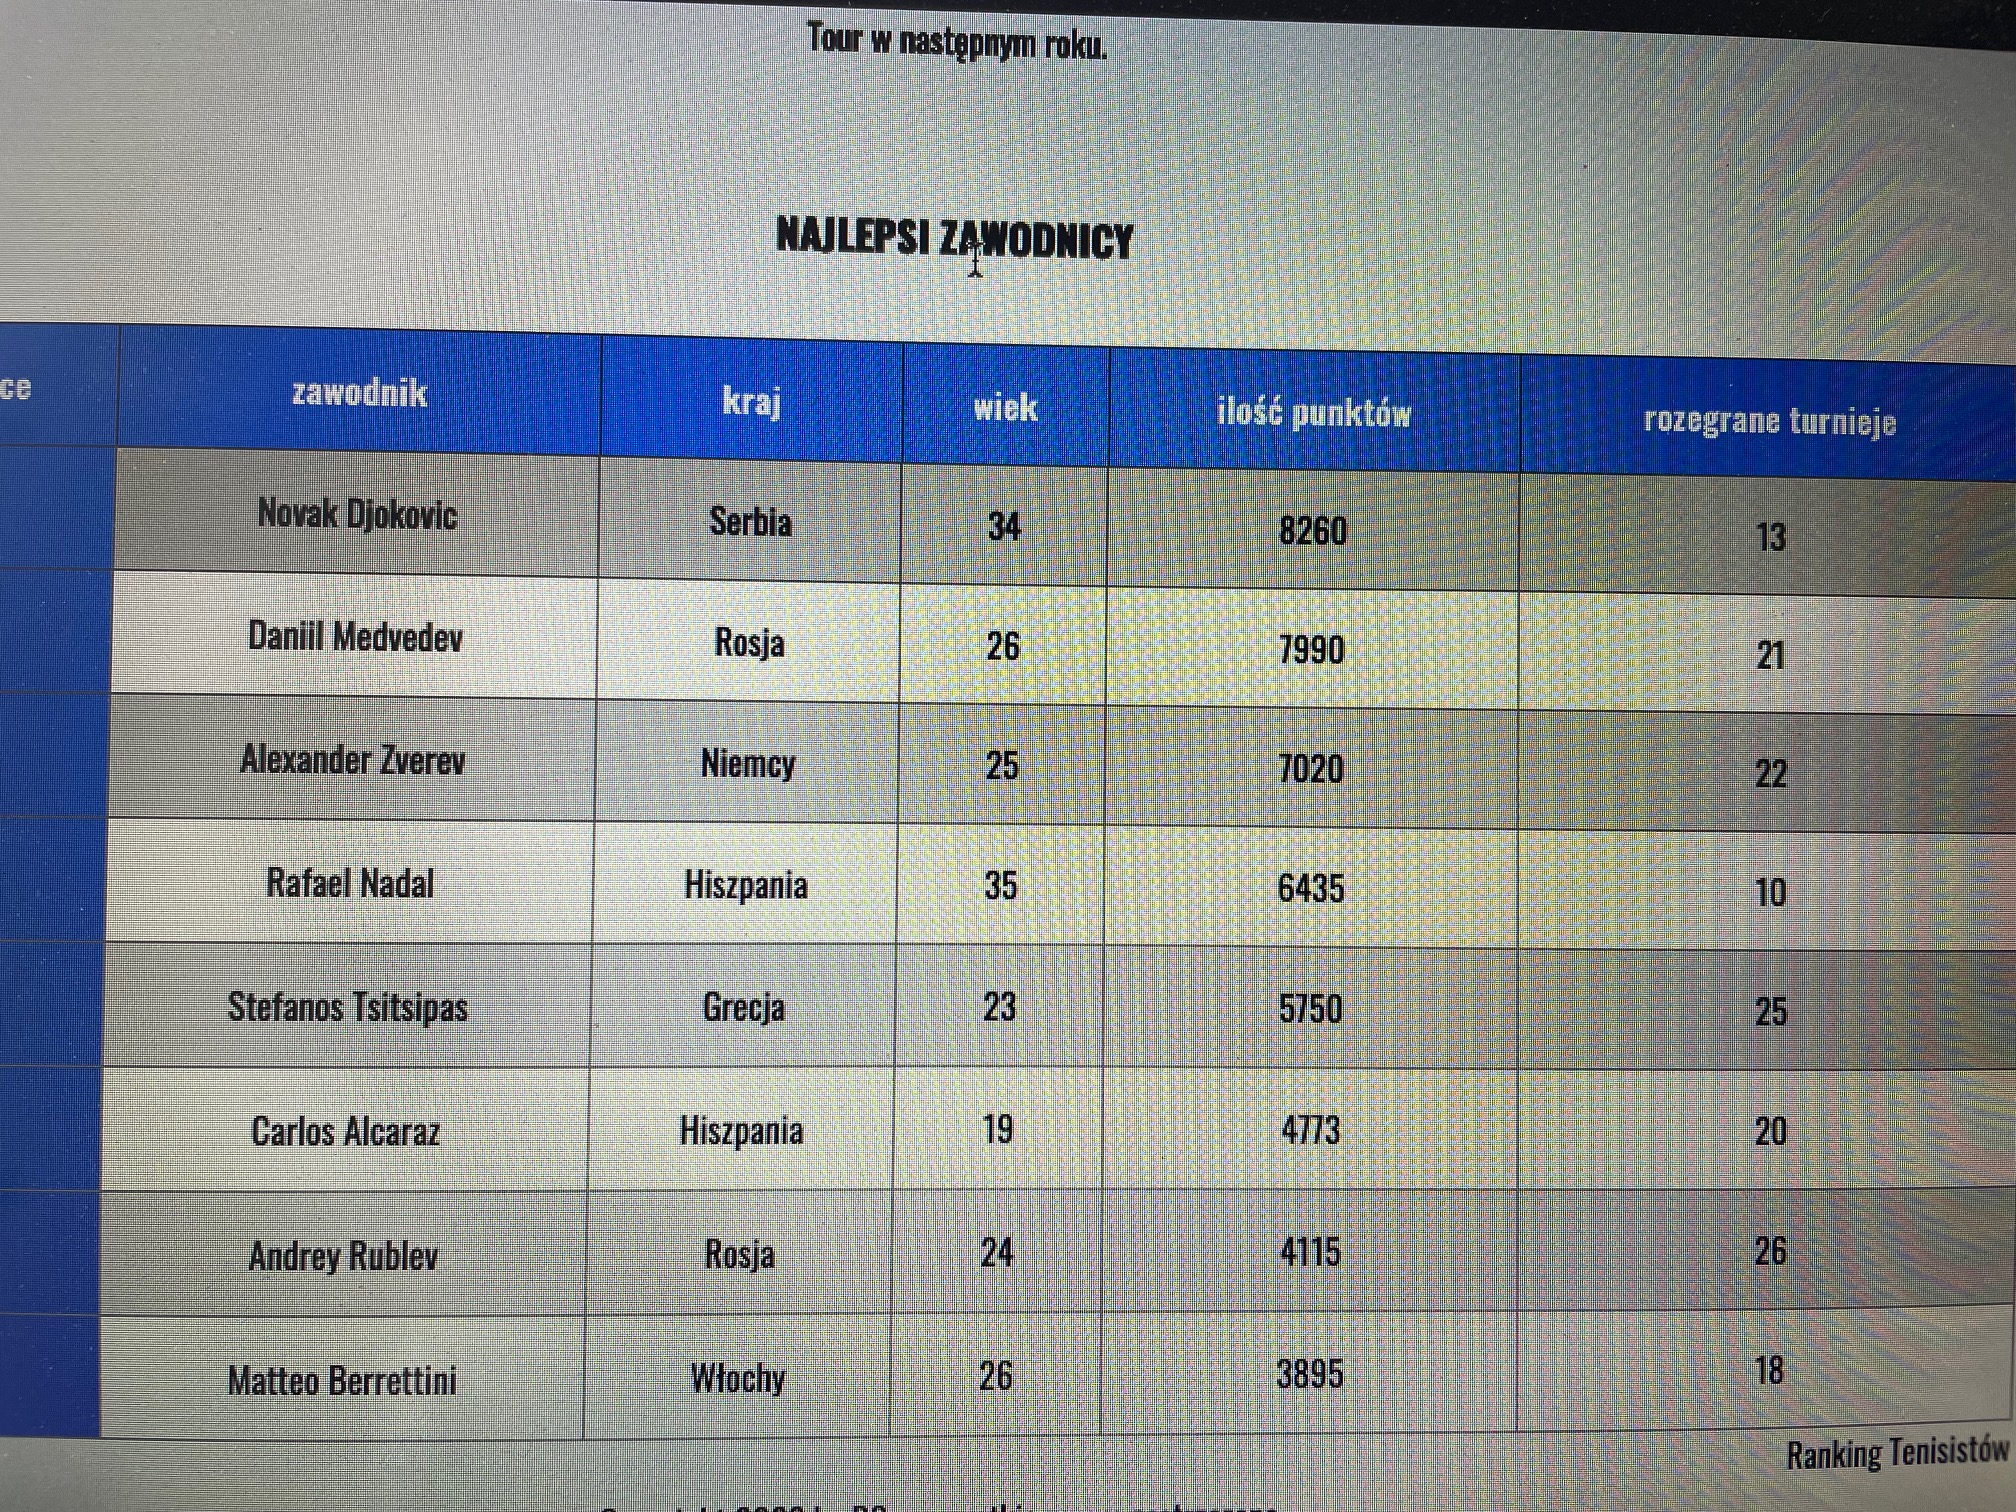 Tour w następnym roku.
NAJLEPSI ZAWODNICY
ce zawodnik kraj wiek ilość punktów rozegrane turnieje
Novak Djokovic Serbia 34 8260 13
Daniil Medvedev Rosja 26 7990 21
Alexander Zverev Niemcy 25 7020 22
Rafael Nadal Hiszpania 35 6435 10
Stefanos Tsitsipas Grecja 23 5750 25
Carlos Alcaraz Hiszpania 19 4773 20
Andrey Rublev Rosja 24 4115 26
Matteo Berrettini Włochy 26 3895 18
Ranking Tenisistów